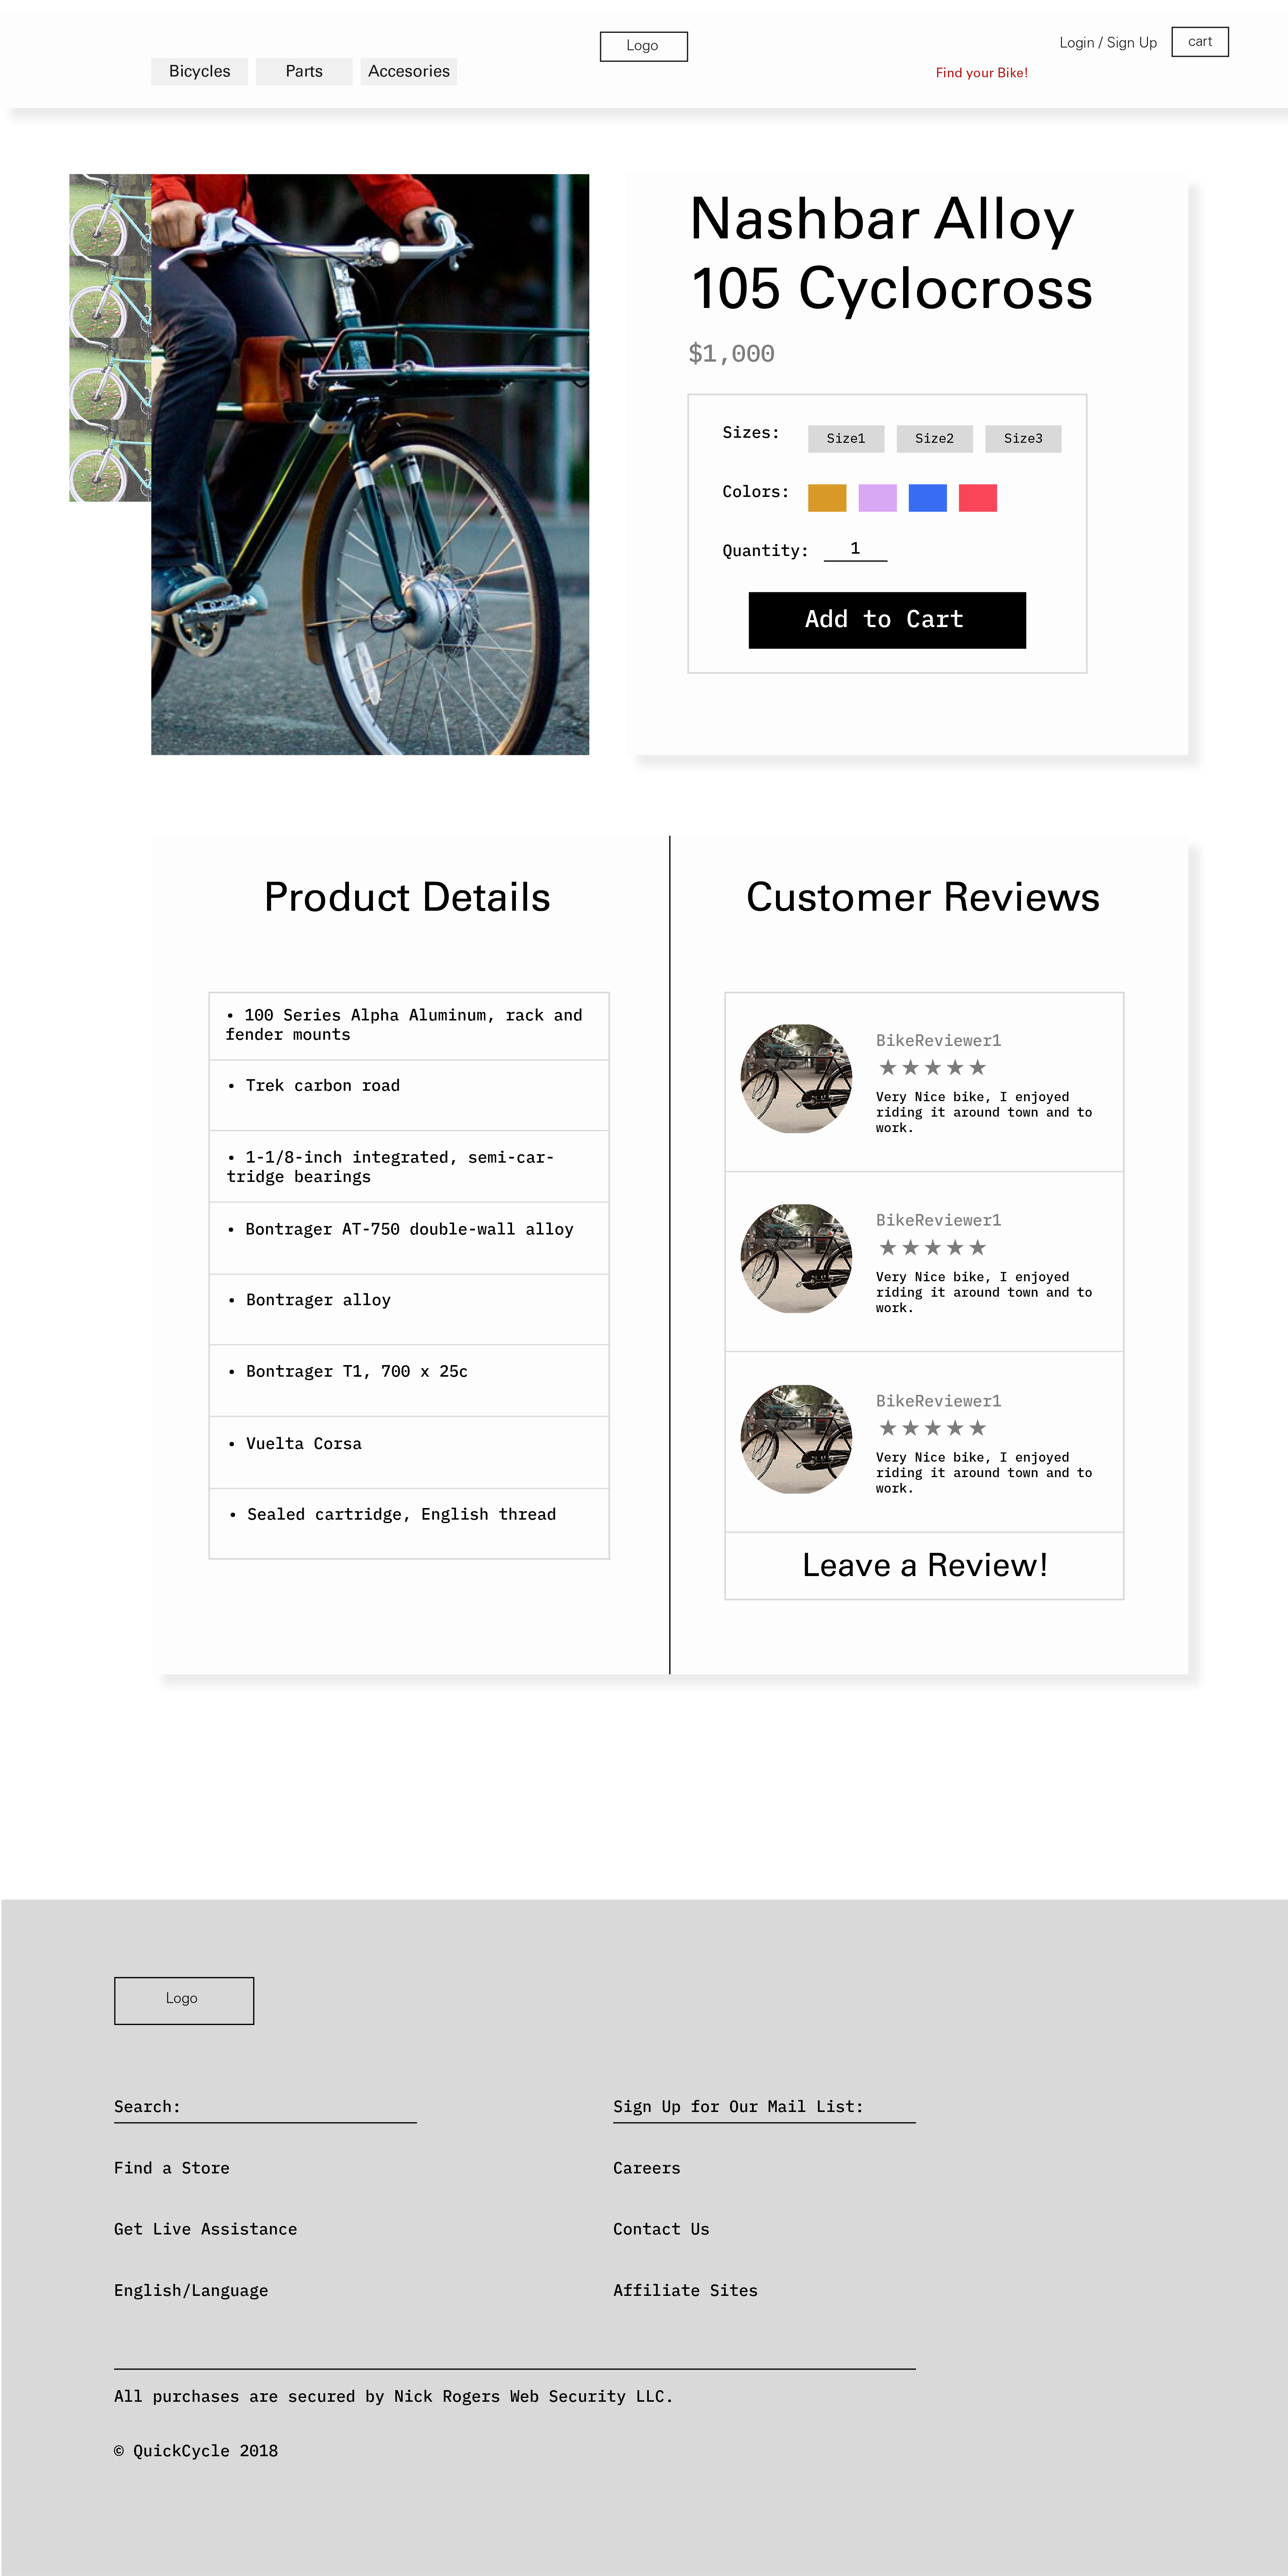 Logo
Login / Sign Up
cart
Bicycles
Parts
Accesories
Find your Bike!
Nashbar Alloy
105 Cyclocross
$1,000
Sizes:
Size1
Size2
Size3
Colors:
Quantity:
1
Add to Cart
Product Details
• 100 Series Alpha Aluminum, rack and
fender mounts
• Trek carbon road
• 1-1/8-inch integrated, semi-car-
tridge bearings
• Bontrager AT-750 double-wall alloy
• Bontrager alloy
• Bontrager T1, 700 x 25c
• Vuelta Corsa
• Sealed cartridge, English thread
Customer Reviews
BikeReviewer1
★★★★★
Very Nice bike, I enjoyed
riding it around town and to
work.
BikeReviewer1
★★★★★
Very Nice bike, I enjoyed
riding it around town and to
work.
BikeReviewer1
★★★★★
Very Nice bike, I enjoyed
riding it around town and to
work.
Leave a Review!
Logo
Search:
Find a Store
Get Live Assistance
English/Language
Sign Up for Our Mail List:
Careers
Contact Us
Affiliate Sites
All purchases are secured by Nick Rogers Web Security LLC.
© QuickCycle 2018